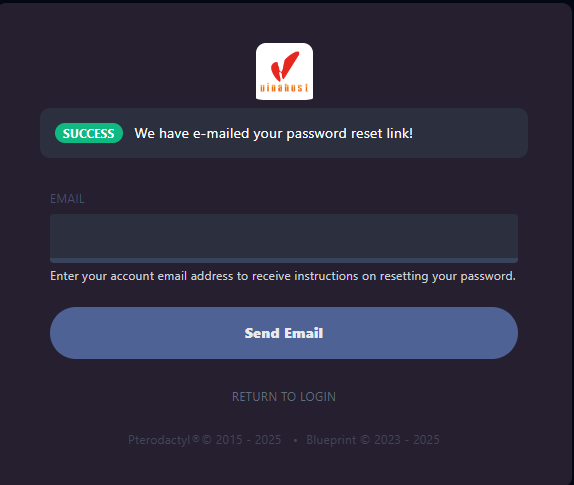 vinahost
SUCCESS We have e-mailed your password reset link!
EMAIL
Enter your account email address to receive instructions on resetting your password.
Send Email
RETURN TO LOGIN
Pterodactyl® © 2015 - 2025 • Blueprint © 2023 - 2025